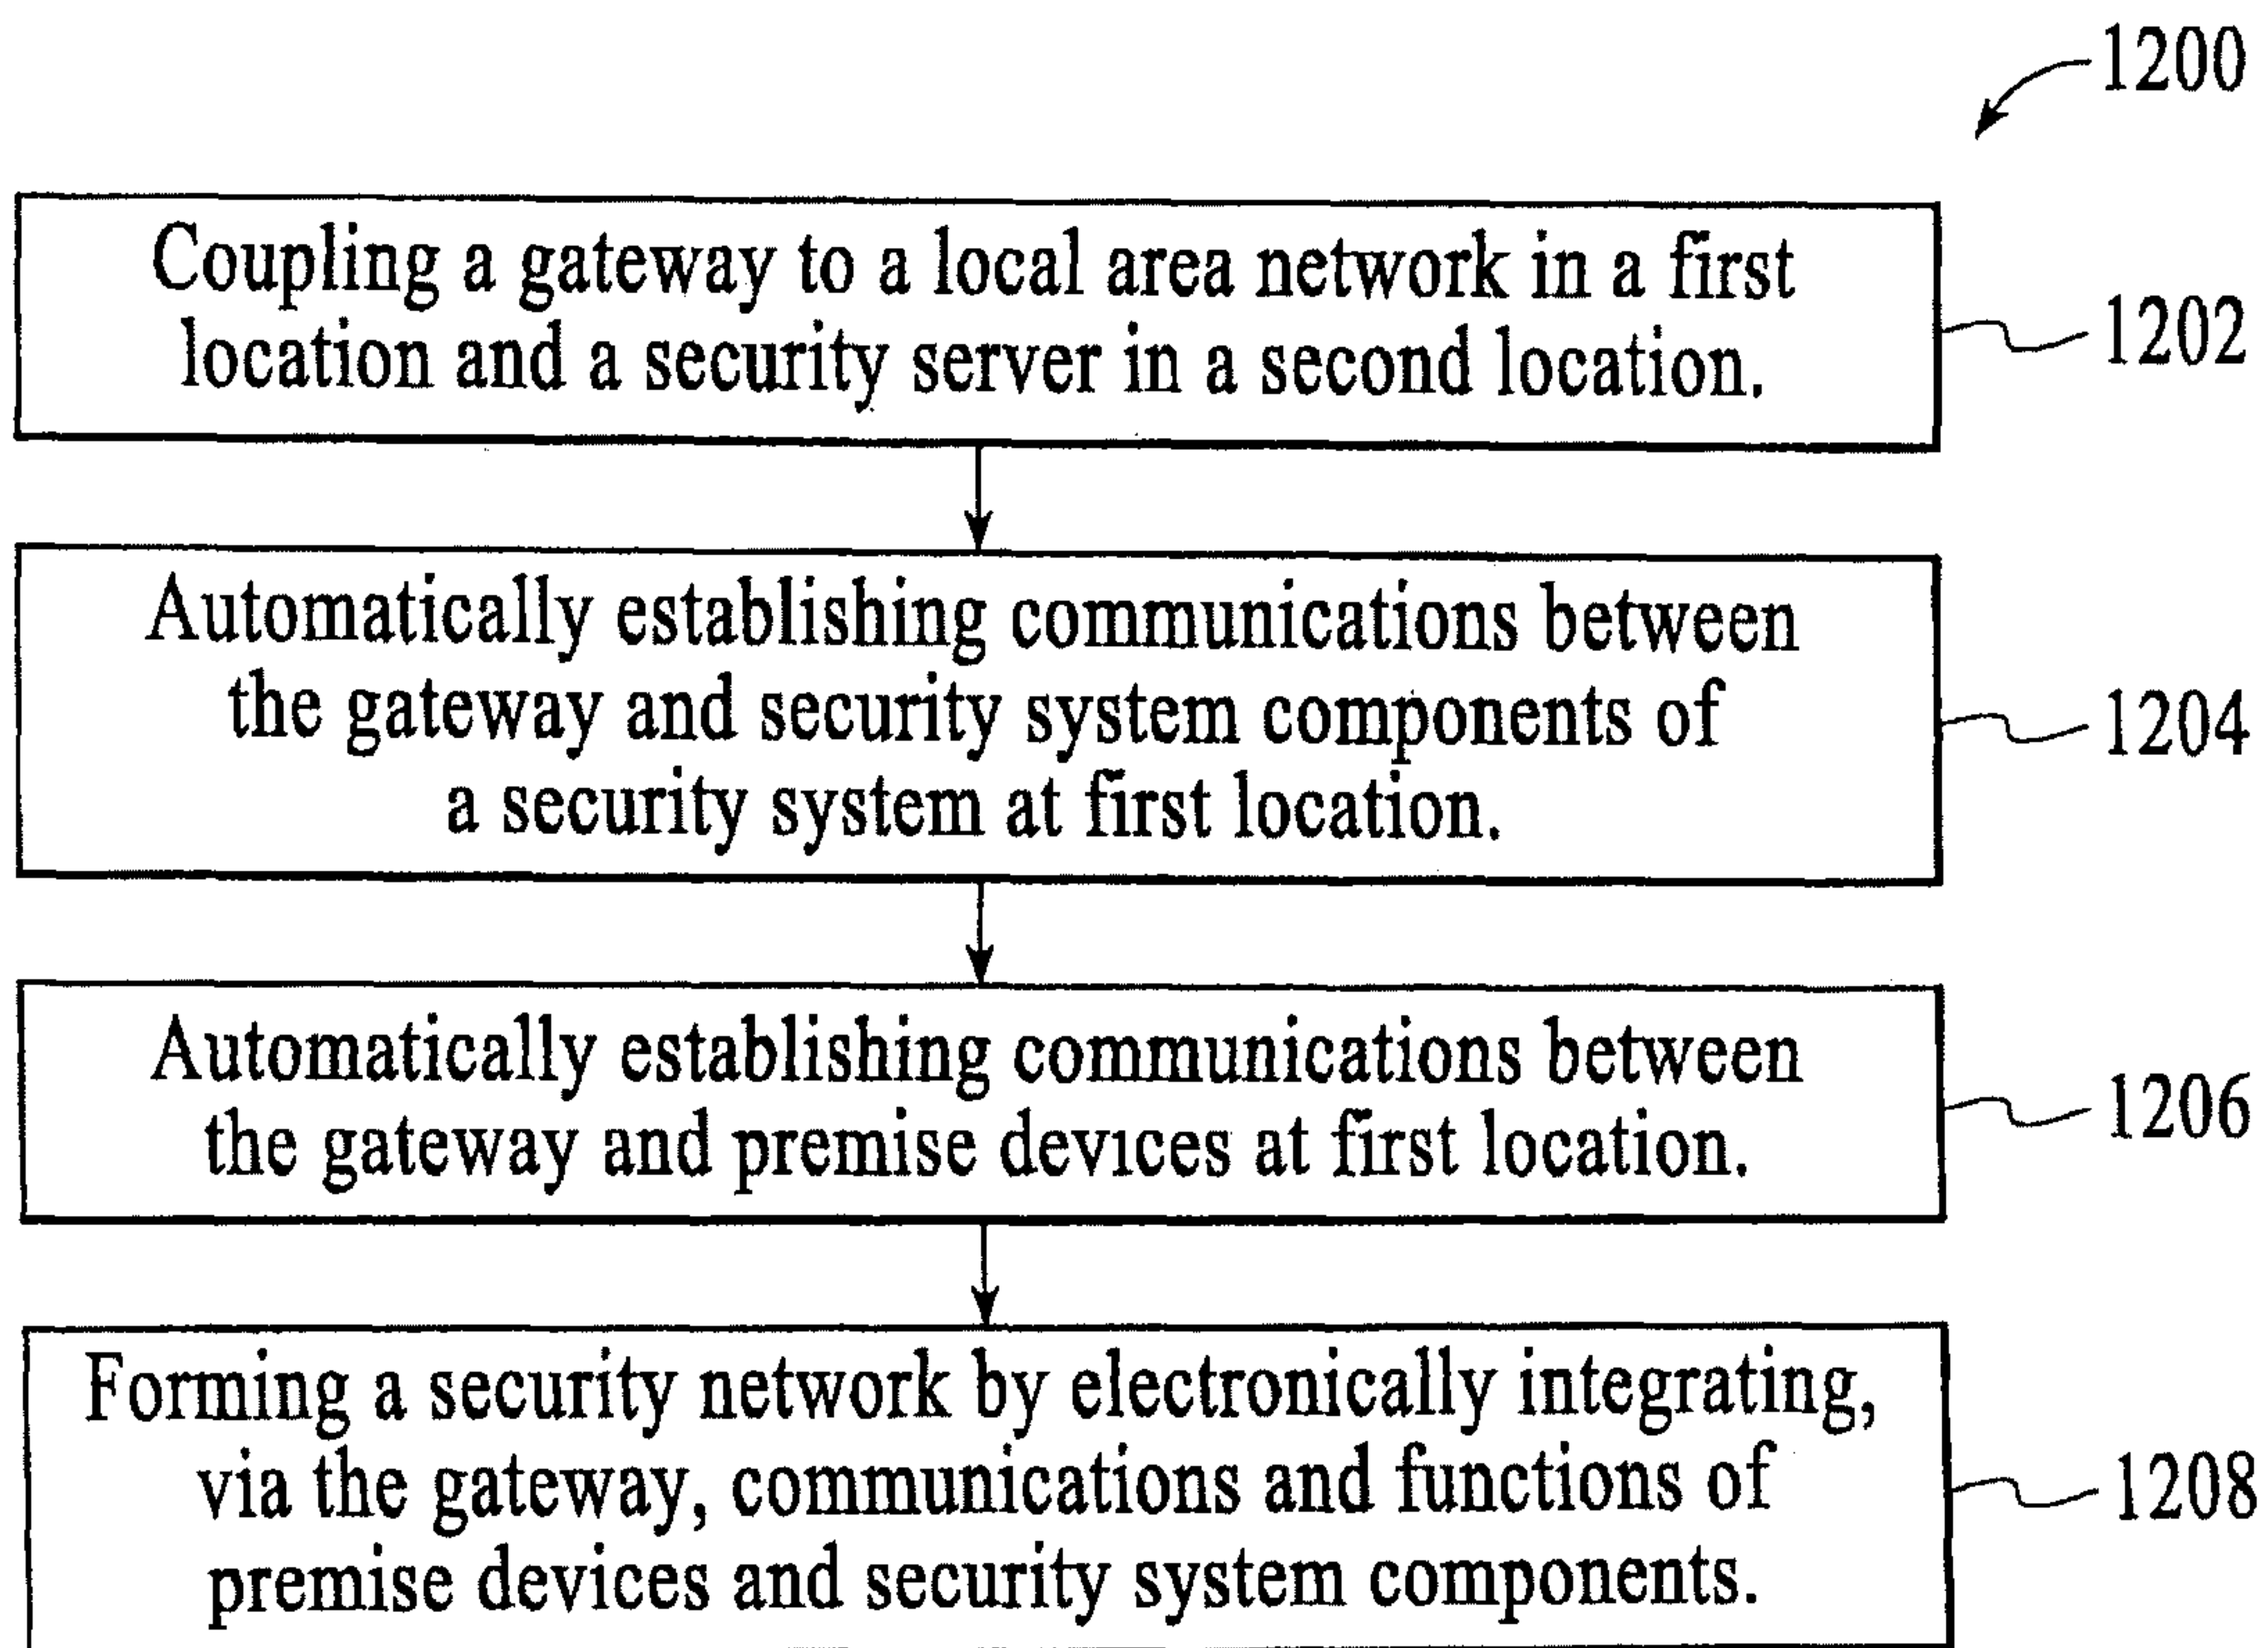 1200
Coupling a gateway to a local area network in a first
location and a security server in a second location.
1202
Automatically establishing communications between
the gateway and security system components of
a security system at first location.
1204
Automatically establishing communications between
the gateway and premise devices at first location.
1206
Forming a security network by electronically integrating,
via the gateway, communications and functions of
premise devices and security system components.
1208